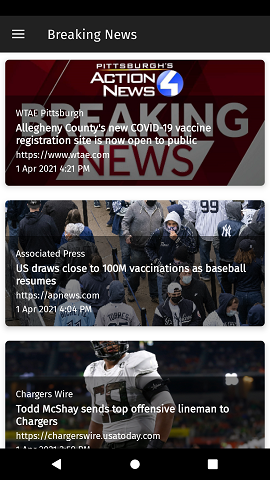 Breaking News
PITTSBURGH'S
ACTION
NEWS 4
BREAKING
NEWS
WTAE Pittsburgh
Allegheny County's new COVID-19 vaccine
registration site is now open to public
https://www.wtae.com
1 Apr 2021 4:21 PM
99
Associated Press
US draws close to 100M vaccinations as baseball
resumes
https://apnews.com
1 Apr 2021 4:04 PM
Chargers Wire
Todd McShay sends top offensive lineman to
Chargers
https://chargerswire.usatoday.com